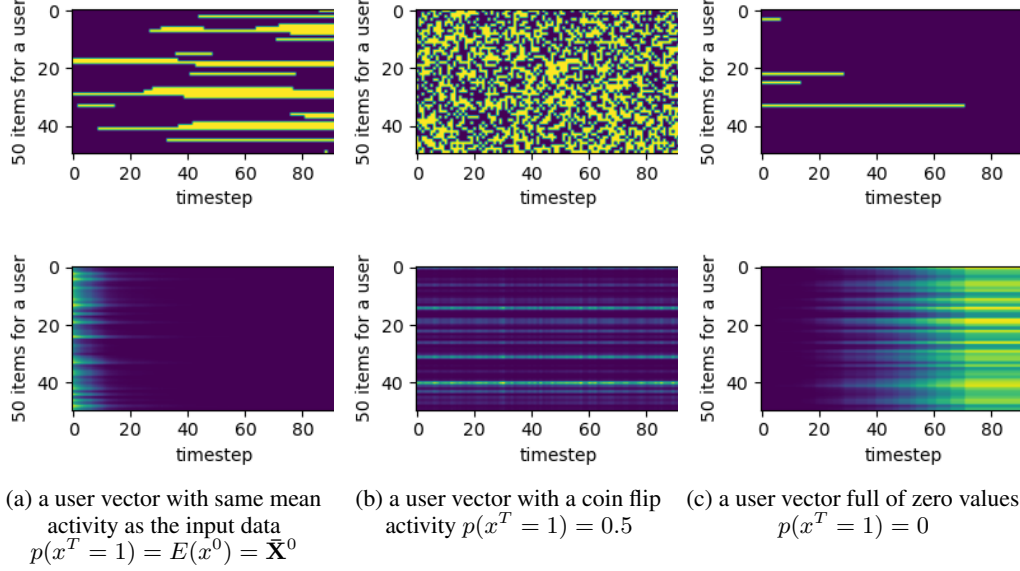 50 items for a user
0
20
40
0 20 40 60 80
timestep
50 items for a user
0
20
40
0 20 40 60 80
timestep
50 items for a user
0
20
40
0 20 40 60 80
timestep
50 items for a user
0
20
40
0 20 40 60 80
timestep
50 items for a user
0
20
40
0 20 40 60 80
timestep
50 items for a user
0
20
40
0 20 40 60 80
timestep
(a) a user vector with same mean
activity as the input data
p(x^T = 1) = E(x^0) = X̄^0
(b) a user vector with a coin flip
activity p(x^T = 1) = 0.5
(c) a user vector full of zero values
p(x^T = 1) = 0